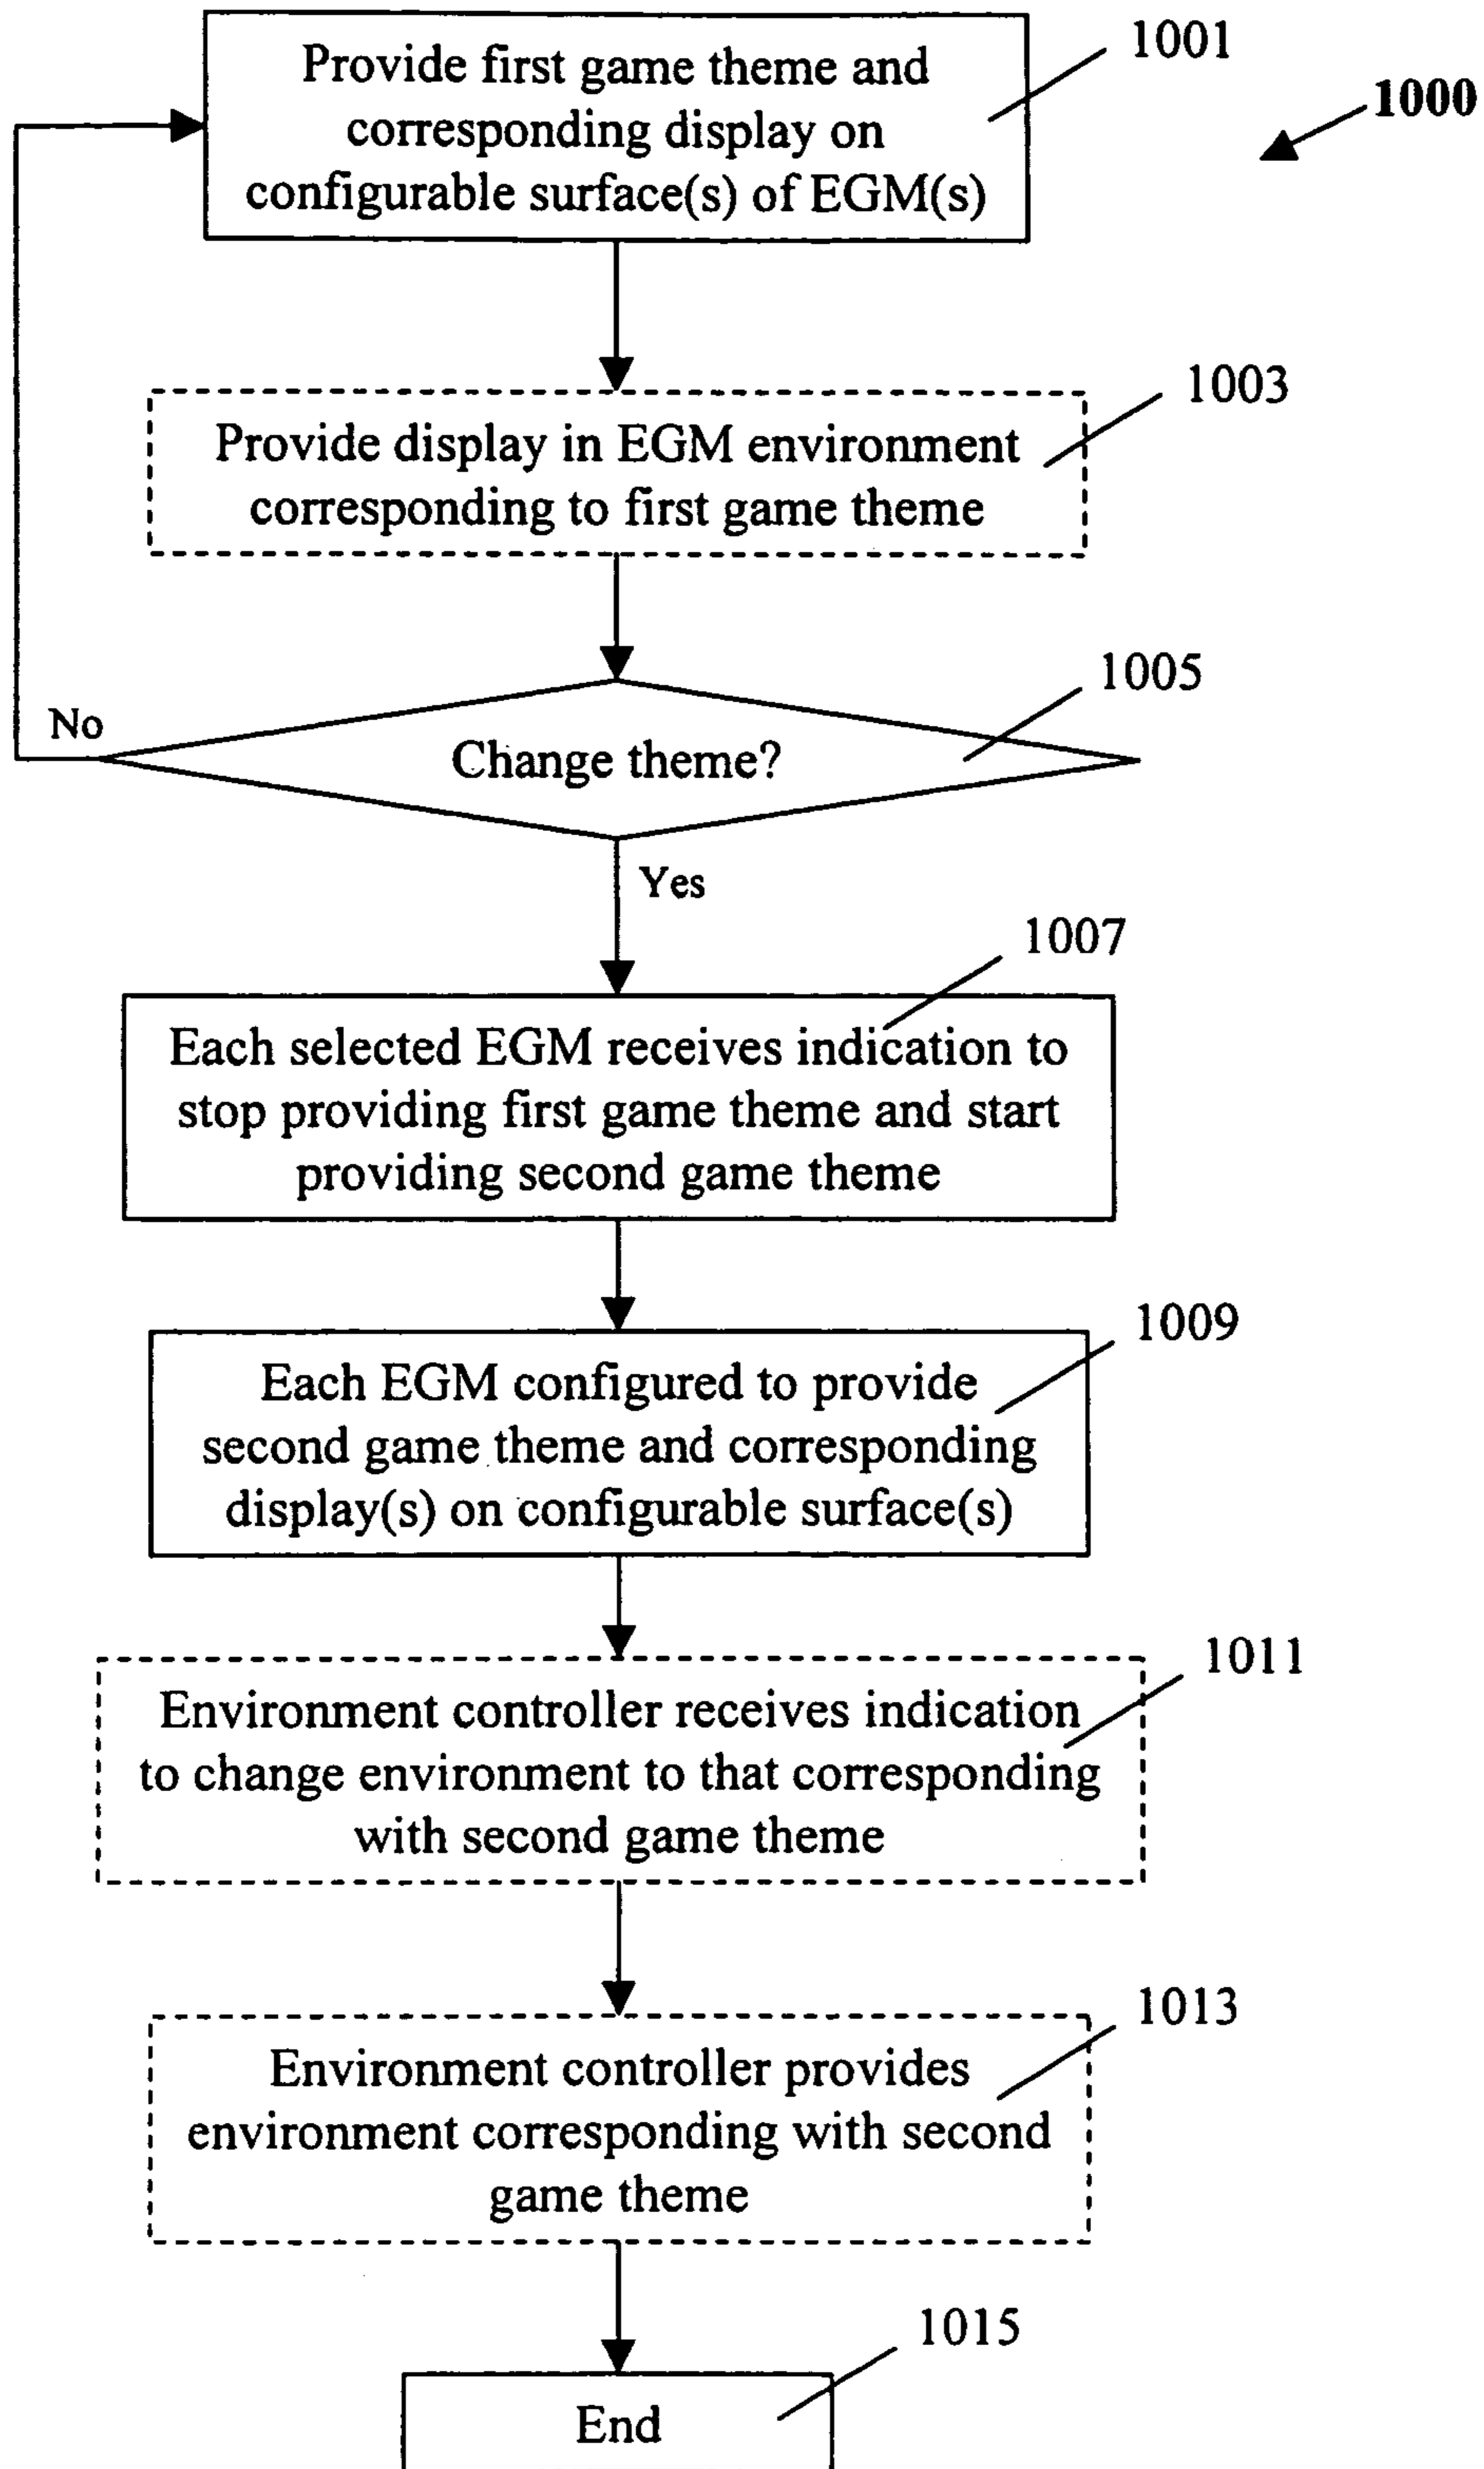 Provide first game theme and
corresponding display on
configurable surface(s) of EGM(s)
1001
1000
Provide display in EGM environment
corresponding to first game theme
1003
Change theme?
1005
No
Yes
Each selected EGM receives indication to
stop providing first game theme and start
providing second game theme
1007
Each EGM configured to provide
second game theme and corresponding
display(s) on configurable surface(s)
1009
Environment controller receives indication
to change environment to that corresponding
with second game theme
1011
Environment controller provides
environment corresponding with second
game theme
1013
End
1015